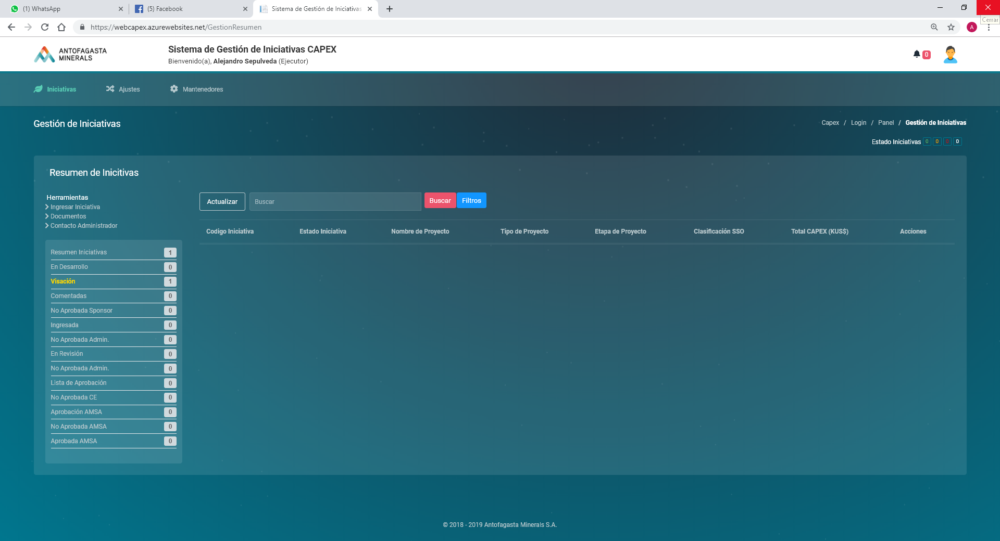 (1) WhatsApp
(5) Facebook
Sistema de Gestión de Iniciativas
Cerrar
https://webcapex.azurewebsites.net/GestionResumen
A
ANTOFAGASTA
MINERALS
Sistema de Gestión de Iniciativas CAPEX
Bienvenido(a), Alejandro Sepulveda (Ejecutor)
0
Iniciativas
Ajustes
Mantenedores
Gestión de Iniciativas
Capex / Login / Panel / Gestión de Iniciativas
Estado Iniciativas 0 0 0 0
Resumen de Inicitivas
Herramientas
Ingresar Iniciativa
Documentos
Contacto Administrador
Actualizar
Buscar
Buscar
Filtros
Codigo Iniciativa
Estado Iniciativa
Nombre de Proyecto
Tipo de Proyecto
Etapa de Proyecto
Clasificación SSO
Total CAPEX (KUS$)
Acciones
Resumen Iniciativas 1
En Desarrollo 0
Visación 1
Comentadas 0
No Aprobada Sponsor 0
Ingresada 0
No Aprobada Admin. 0
En Revisión 0
No Aprobada Admin. 0
Lista de Aprobación 0
No Aprobada CE 0
Aprobación AMSA 0
No Aprobada AMSA 0
Aprobada AMSA 0
© 2018 - 2019 Antofagasta Minerals S.A.